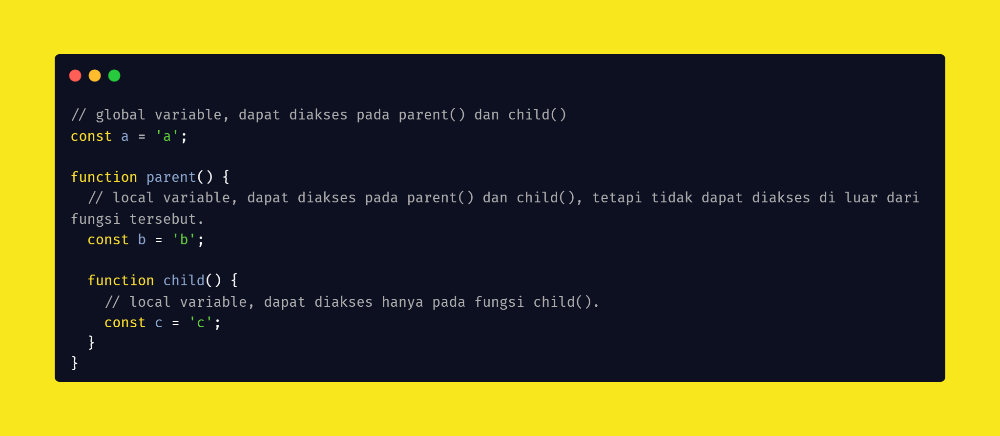 // global variable, dapat diakses pada parent() dan child()
const a = 'a';
function parent() {
  // local variable, dapat diakses pada parent() dan child(), tetapi tidak dapat diakses di luar dari
fungsi tersebut.
  const b = 'b';
  function child() {
    // local variable, dapat diakses hanya pada fungsi child().
    const c = 'c';
  }
}